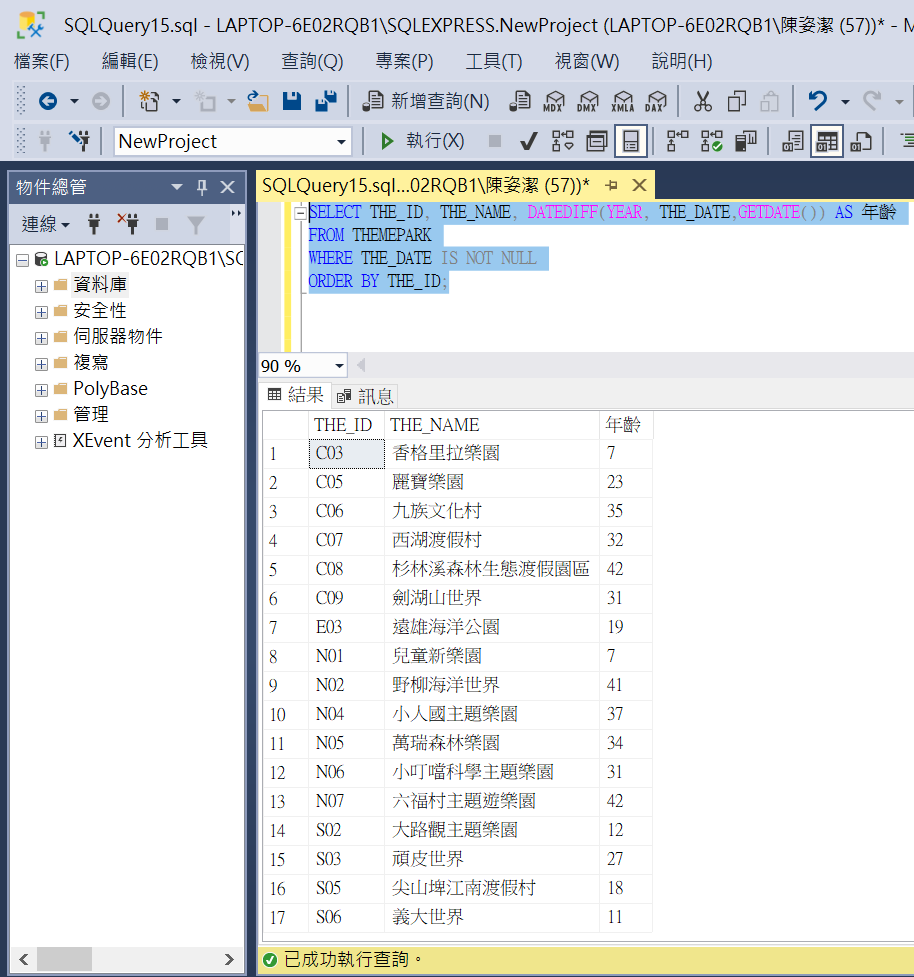 SQLQuery15.sql - LAPTOP-6E02RQB1\SQLEXPRESS.NewProject (LAPTOP-6E02RQB1\陳姿潔 (57))* - M
檔案(F) 編輯(E) 檢視(V) 查詢(Q) 專案(P) 工具(T) 視窗(W) 說明(H)
新增查詢(N) MDX DMX XMLA DAX
NewProject 執行(X)
物件總管
連線
LAPTOP-6E02RQB1\SC
資料庫
安全性
伺服器物件
複寫
PolyBase
管理
XEvent 分析工具
SQLQuery15.sql...02RQB1\陳姿潔 (57))*
SELECT THE_ID, THE_NAME, DATEDIFF(YEAR, THE_DATE,GETDATE()) AS 年齡
FROM THEMEPARK
WHERE THE_DATE IS NOT NULL
ORDER BY THE_ID;
90 %
結果 訊息
THE_ID THE_NAME 年齡
1 C03 香格里拉樂園 7
2 C05 麗寶樂園 23
3 C06 九族文化村 35
4 C07 西湖渡假村 32
5 C08 杉林溪森林生態渡假園區 42
6 C09 劍湖山世界 31
7 E03 遠雄海洋公園 19
8 N01 兒童新樂園 7
9 N02 野柳海洋世界 41
10 N04 小人國主題樂園 37
11 N05 萬瑞森林樂園 34
12 N06 小叮噹科學主題樂園 31
13 N07 六福村主題遊樂園 42
14 S02 大路觀主題樂園 12
15 S03 頑皮世界 27
16 S05 尖山埤江南渡假村 18
17 S06 義大世界 11
已成功執行查詢。